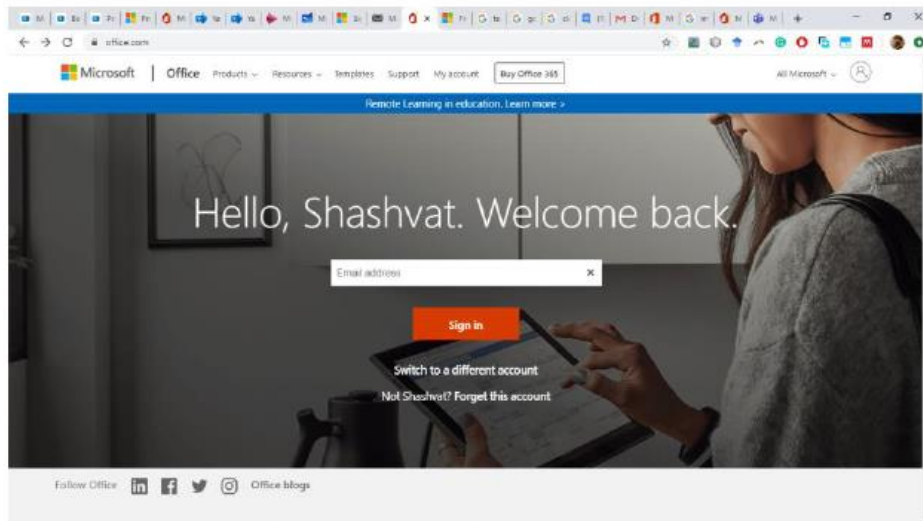 office.com
Microsoft | Office Products Resources Templates Support My account Buy Office 365 All Microsoft
Remote Learning in education. Learn more >
Hello, Shashvat. Welcome back.
Email address
Sign in
Switch to a different account
Not Shashvat? Forget this account
Follow Office Office blogs